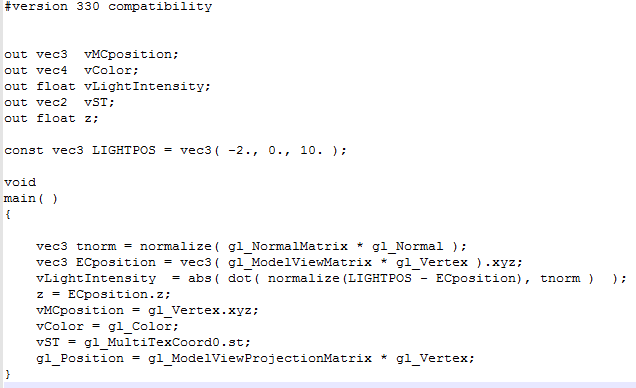 #version 330 compatibility
out vec3  vMCposition;
out vec4  vColor;
out float vLightIntensity;
out vec2  vST;
out float z;
const vec3 LIGHTPOS = vec3( -2., 0., 10. );
void
main( )
{
    vec3 tnorm = normalize( gl_NormalMatrix * gl_Normal );
    vec3 ECposition = vec3( gl_ModelViewMatrix * gl_Vertex ).xyz;
    vLightIntensity  = abs( dot( normalize(LIGHTPOS - ECposition), tnorm )  );
    z = ECposition.z;
    vMCposition = gl_Vertex.xyz;
    vColor = gl_Color;
    vST = gl_MultiTexCoord0.st;
    gl_Position = gl_ModelViewProjectionMatrix * gl_Vertex;
}